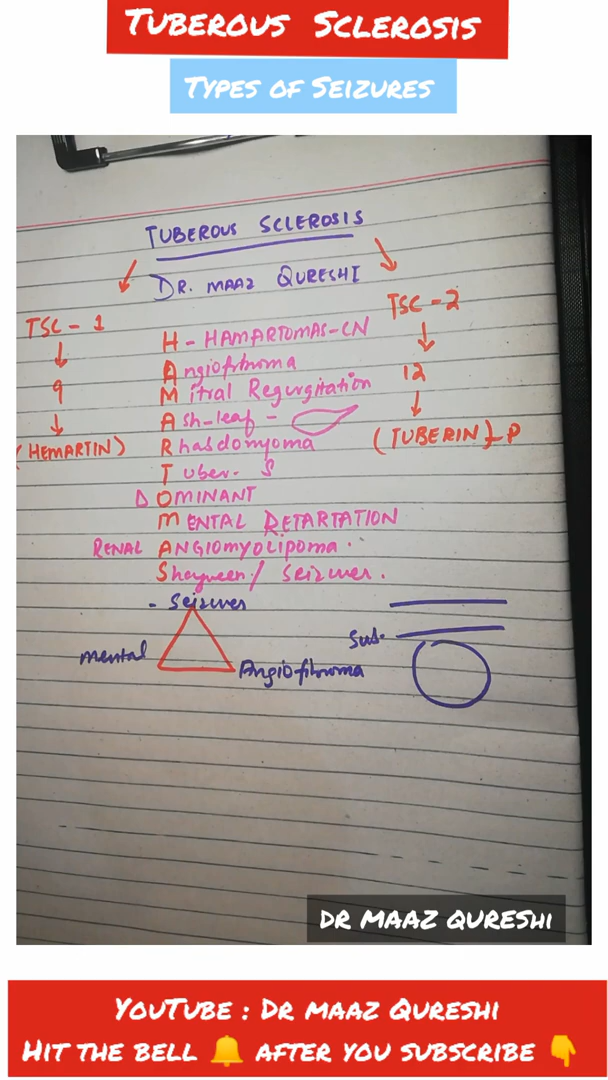 TUBEROUS SCLEROSIS
TYPES OF SEIZURES
TUBEROUS SCLEROSIS
DR. MAAZ QURESHI
TSC - 1
9
(HEMARTIN)
TSC - 2
12
(TUBERIN) - P
H - HAMARTOMAS - CN
Angiofibroma
Mitral Regurgitation
Ash-leaf -
Rhabdomyoma
Tuber. S
DOMINANT
MENTAL RETARTATION
RENAL ANGIOMYOLIPOMA.
Shagreen / SEIZURES.
- SEIZURES
mental
Angiofibroma
Sub-
DR MAAZ QURESHI
YOUTUBE : DR MAAZ QURESHI
HIT THE BELL 🔔 AFTER YOU SUBSCRIBE 👇